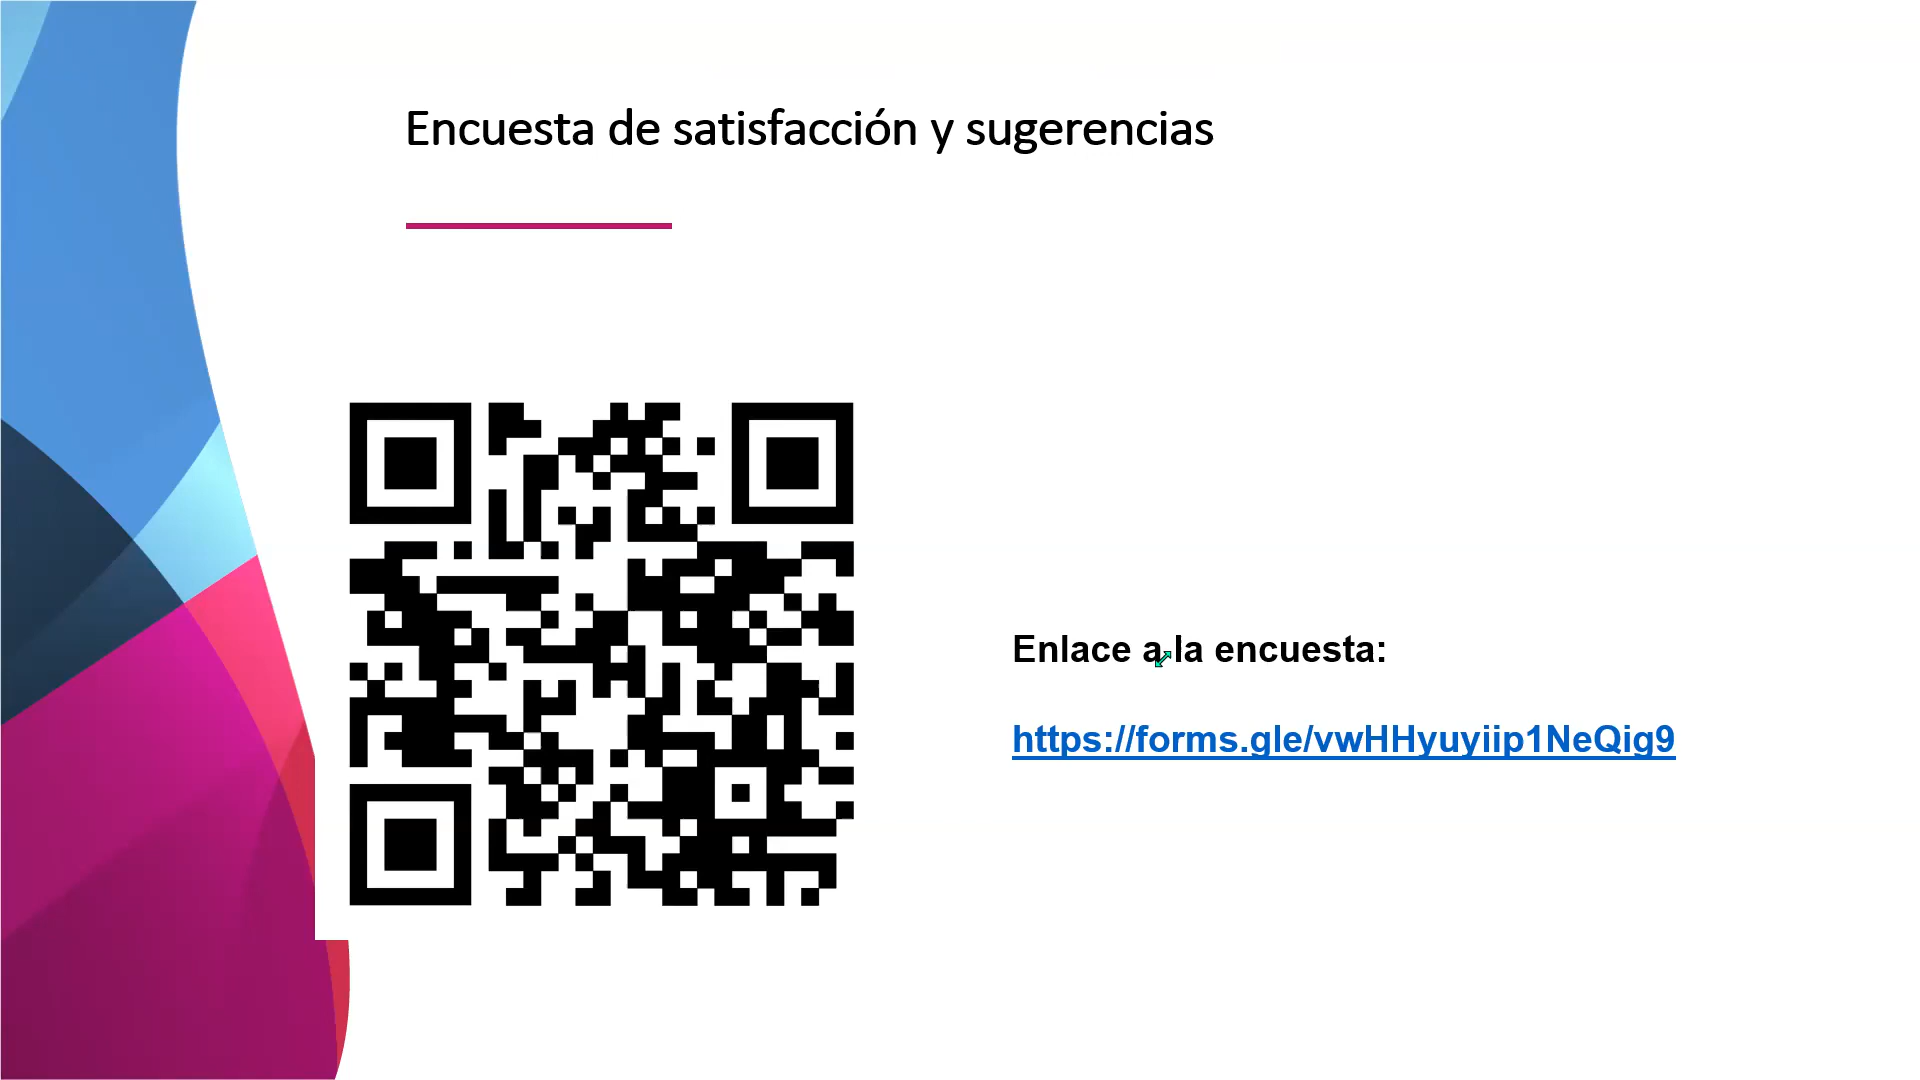 Encuesta de satisfacción y sugerencias
Enlace a la encuesta:
https://forms.gle/vwHHyuyiip1NeQig9